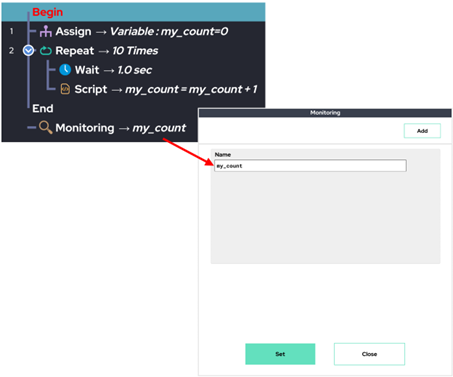 Begin
1 Assign → Variable : my_count=0
2 Repeat → 10 Times
Wait → 1.0 sec
Script → my_count = my_count + 1
End
Monitoring → my_count
Monitoring
Add
Name
my_count
Set Close